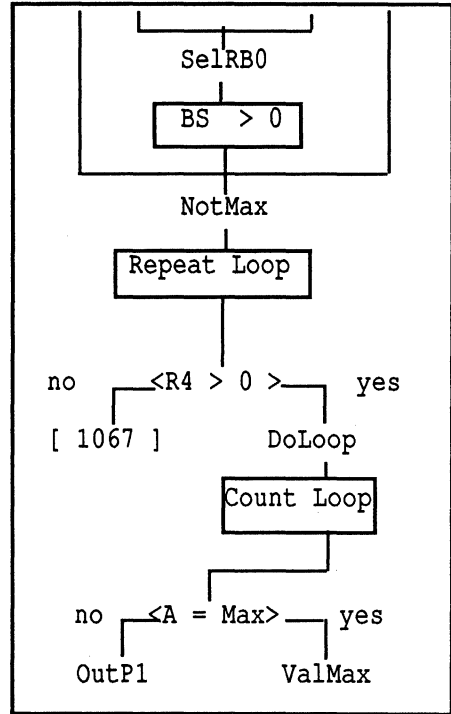 SelRB0
BS > 0
NotMax
Repeat Loop
no <R4 > 0 > yes
[ 1067 ] DoLoop
Count Loop
no <A = Max> yes
OutP1 ValMax